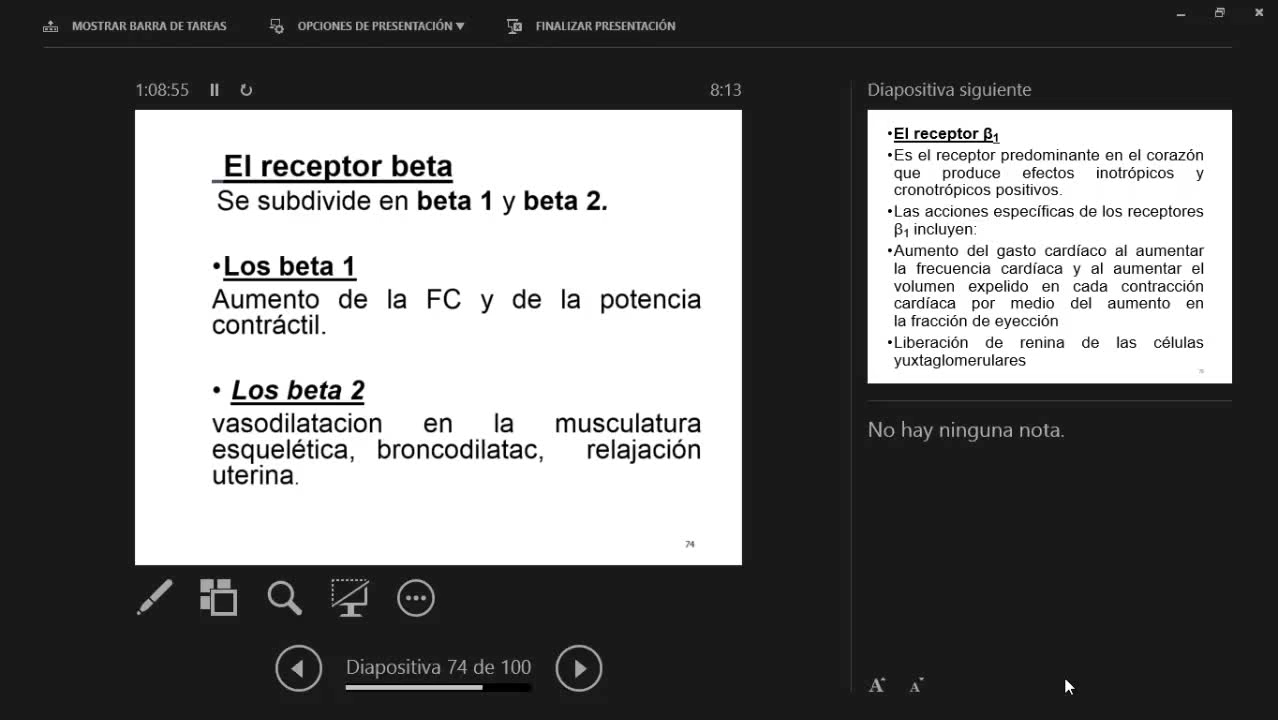 MOSTRAR BARRA DE TAREAS
OPCIONES DE PRESENTACIÓN
FINALIZAR PRESENTACIÓN
1:08:55
8:13
El receptor beta
Se subdivide en beta 1 y beta 2.
•Los beta 1
Aumento de la FC y de la potencia
contráctil.
• Los beta 2
vasodilatacion en la musculatura
esquelética, broncodilatac, relajación
uterina.
74
Diapositiva 74 de 100
Diapositiva siguiente
•El receptor β1
•Es el receptor predominante en el corazón
que produce efectos inotrópicos y
cronotrópicos positivos.
•Las acciones específicas de los receptores
β1 incluyen:
•Aumento del gasto cardíaco al aumentar
la frecuencia cardíaca y al aumentar el
volumen expelido en cada contracción
cardíaca por medio del aumento en
la fracción de eyección
•Liberación de renina de las células
yuxtaglomerulares
No hay ninguna nota.
A A